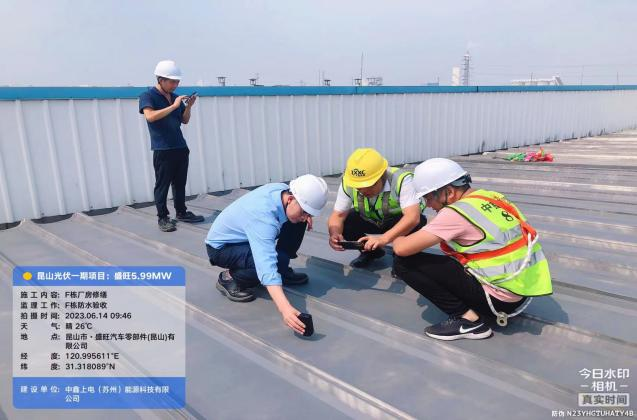 昆山光伏一期项目：盛旺5.99MW
施工内容：F栋厂房修缮
监理工作：F栋防水验收
拍摄时间：2023.06.14 09:46
天气：晴 26℃
地点：昆山市·盛旺汽车零部件(昆山)有
限公司
经度：120.995611°E
纬度：31.318089°N
建设单位：中鑫上电（苏州）能源科技有限
公司
今日水印
相机
真实时间
防伪 N23YHGTUHATY4B